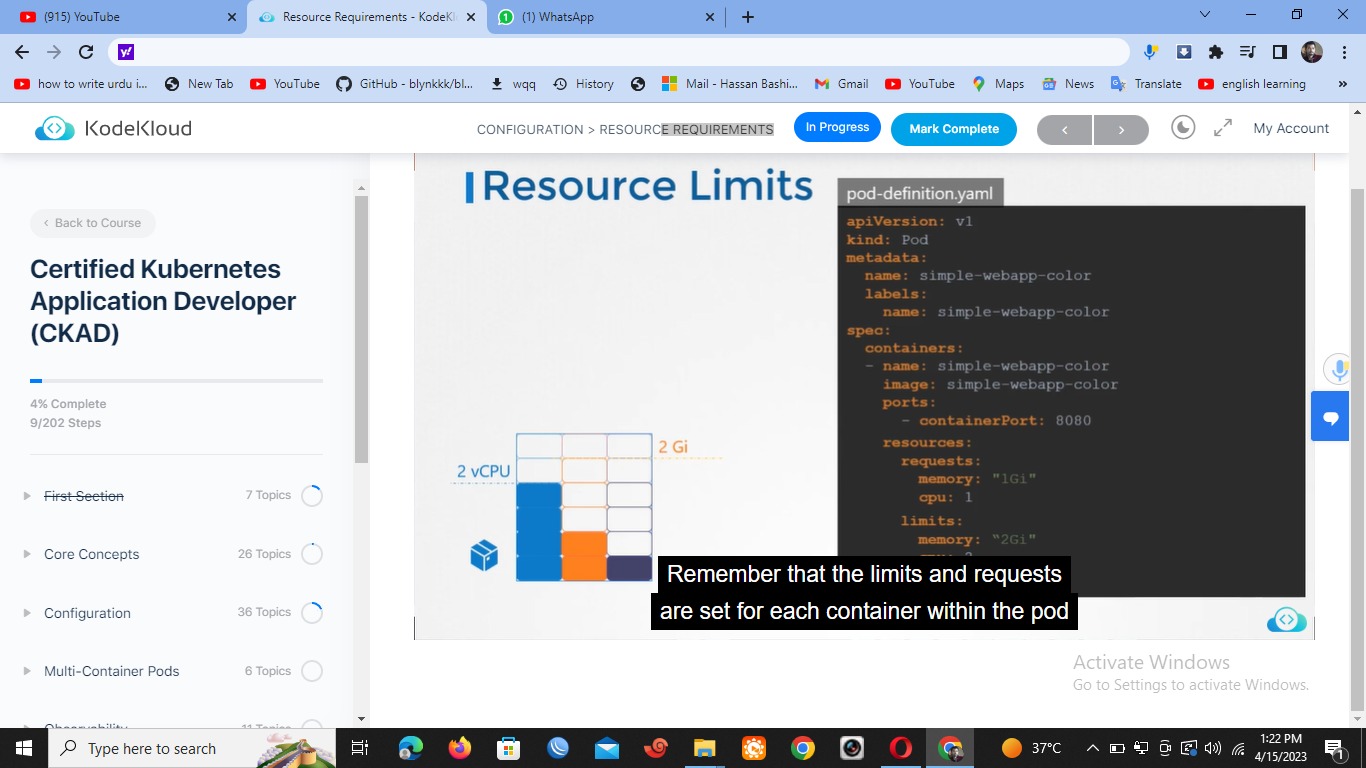 (915) YouTube
Resource Requirements - KodeKl
(1) WhatsApp
y!
how to write urdu i...
New Tab
YouTube
GitHub - blynkkk/bl...
wqq
History
Mail - Hassan Bashi...
Gmail
YouTube
Maps
News
Translate
english learning
»
KodeKloud
CONFIGURATION > RESOURCE REQUIREMENTS
In Progress
Mark Complete
My Account
Back to Course
Certified Kubernetes
Application Developer
(CKAD)
4% Complete
9/202 Steps
First Section 7 Topics
Core Concepts 26 Topics
Configuration 36 Topics
Multi-Container Pods 6 Topics
Observability 11 Topics
Resource Limits
2 vCPU
2 Gi
pod-definition.yaml
apiVersion: v1
kind: Pod
metadata:
name: simple-webapp-color
labels:
name: simple-webapp-color
spec:
containers:
- name: simple-webapp-color
image: simple-webapp-color
ports:
- containerPort: 8080
resources:
requests:
memory: "1Gi"
cpu: 1
limits:
memory: "2Gi"
Remember that the limits and requests
are set for each container within the pod
Activate Windows
Go to Settings to activate Windows.
Type here to search
37°C
1:22 PM
4/15/2023
1